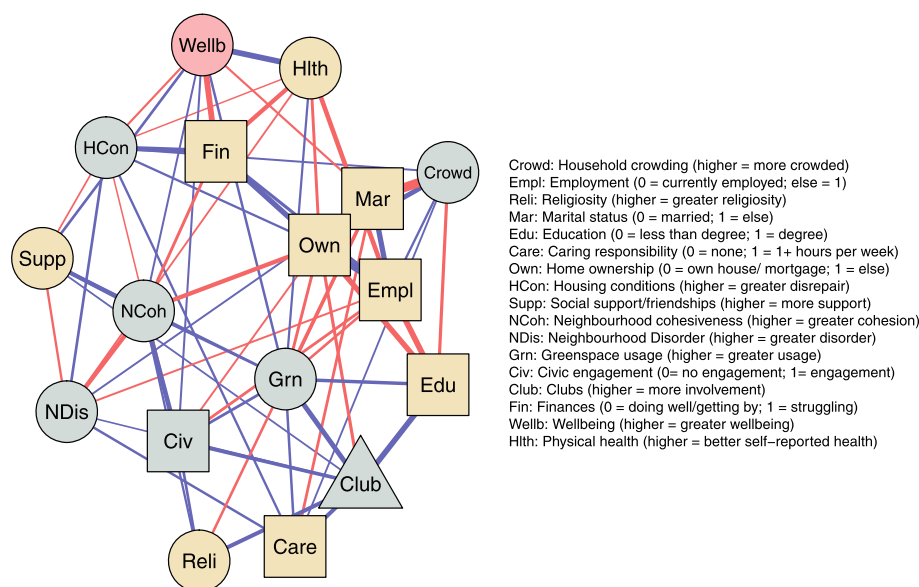 Wellb
Hlth
HCon
Fin
Crowd
Mar
Own
Supp
Empl
NCoh
Grn
Edu
NDis
Civ
Club
Care
Reli
Crowd: Household crowding (higher = more crowded)
Empl: Employment (0 = currently employed; else = 1)
Reli: Religiosity (higher = greater religiosity)
Mar: Marital status (0 = married; 1 = else)
Edu: Education (0 = less than degree; 1 = degree)
Care: Caring responsibility (0 = none; 1 = 1+ hours per week)
Own: Home ownership (0 = own house/ mortgage; 1 = else)
HCon: Housing conditions (higher = greater disrepair)
Supp: Social support/friendships (higher = more support)
NCoh: Neighbourhood cohesiveness (higher = greater cohesion)
NDis: Neighbourhood Disorder (higher = greater disorder)
Grn: Greenspace usage (higher = greater usage)
Civ: Civic engagement (0= no engagement; 1= engagement)
Club: Clubs (higher = more involvement)
Fin: Finances (0 = doing well/getting by; 1 = struggling)
Wellb: Wellbeing (higher = greater wellbeing)
Hlth: Physical health (higher = better self−reported health)